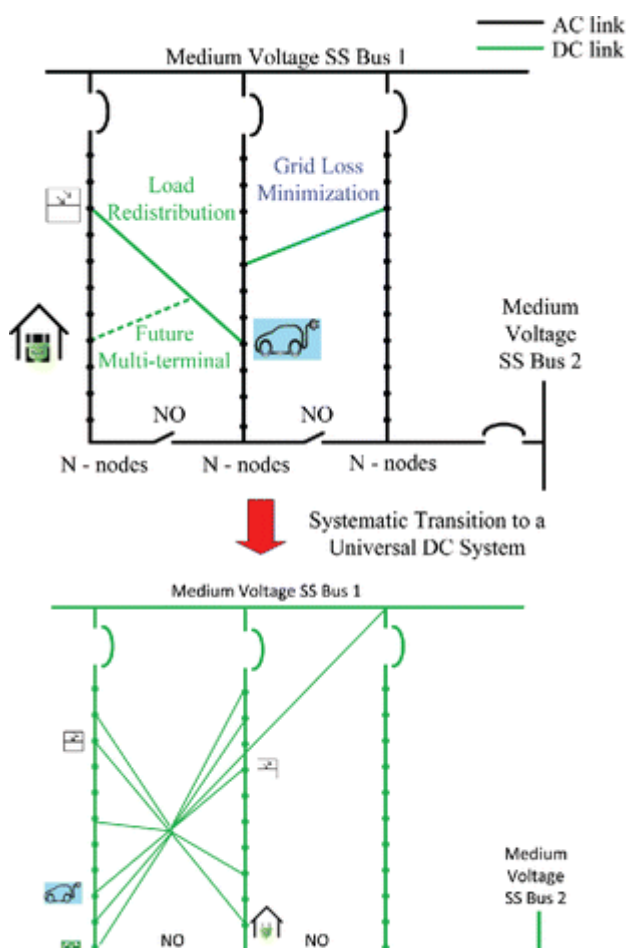 AC link
DC link
Medium Voltage SS Bus 1
Load
Redistribution
Grid Loss
Minimization
Future
Multi-terminal
Medium
Voltage
SS Bus 2
NO
NO
N - nodes
N - nodes
N - nodes
Systematic Transition to a
Universal DC System
Medium Voltage SS Bus 1
Medium
Voltage
SS Bus 2
NO
NO